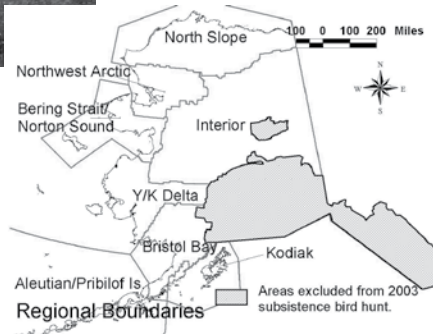 North Slope
100 0 100 200 Miles
Northwest Arctic
N
W E
S
Bering Strait/
Norton Sound
Interior
Y/K Delta
Bristol Bay
Kodiak
Aleutian/Pribilof Is.
Areas excluded from 2003
subsistence bird hunt.
Regional Boundaries